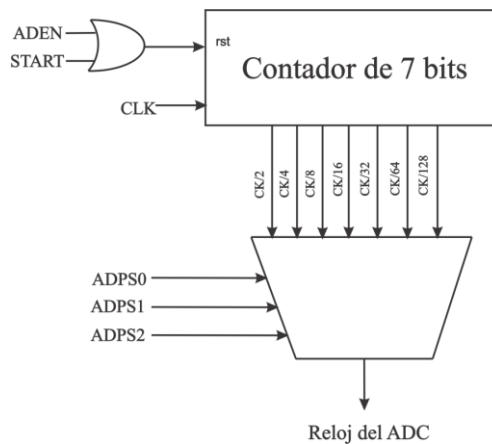 ADEN
START
rst
Contador de 7 bits
CLK
CK/2
CK/4
CK/8
CK/16
CK/32
CK/64
CK/128
ADPS0
ADPS1
ADPS2
Reloj del ADC